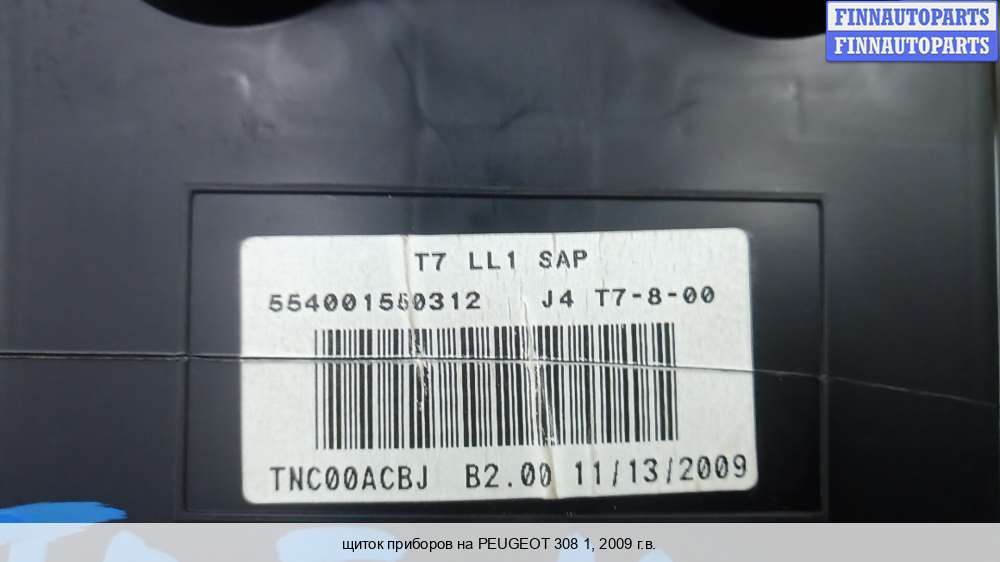 FINNAUTOPARTS
FINNAUTOPARTS
T7 LL1 SAP
554001550312 J4 T7-8-00
TNC00ACBJ B2.00 11/13/2009
щиток приборов на PEUGEOT 308 1, 2009 г.в.